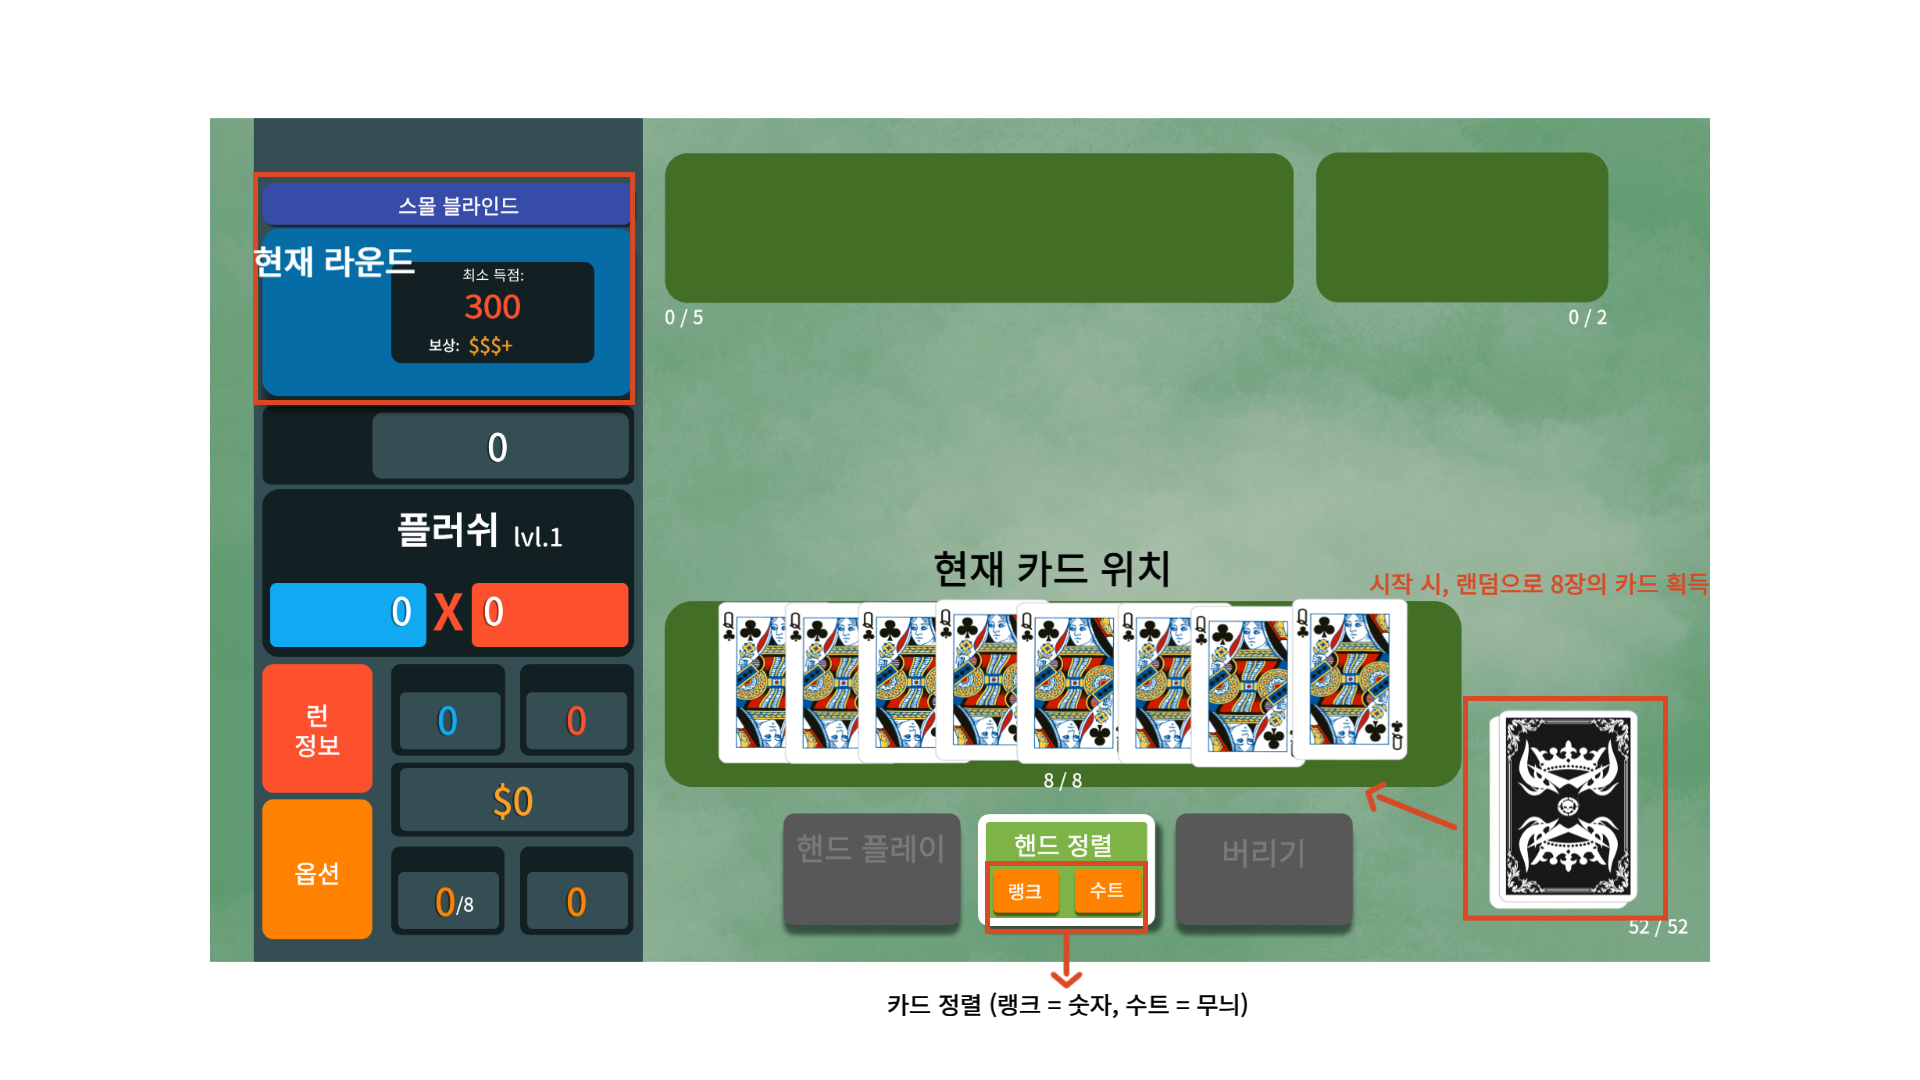 스몰 블라인드
현재 라운드
최소 득점:
300
보상: $$$+
0
플러쉬 lvl.1
0 X 0
런
정보
옵션
0
0
$0
0/8
0
0 / 5
0 / 2
현재 카드 위치
시작 시, 랜덤으로 8장의 카드 획득
Q
Q
Q
Q
Q
Q
Q
Q
Q
8 / 8
핸드 플레이
핸드 정렬
랭크
수트
버리기
52 / 52
카드 정렬 (랭크 = 숫자, 수트 = 무늬)